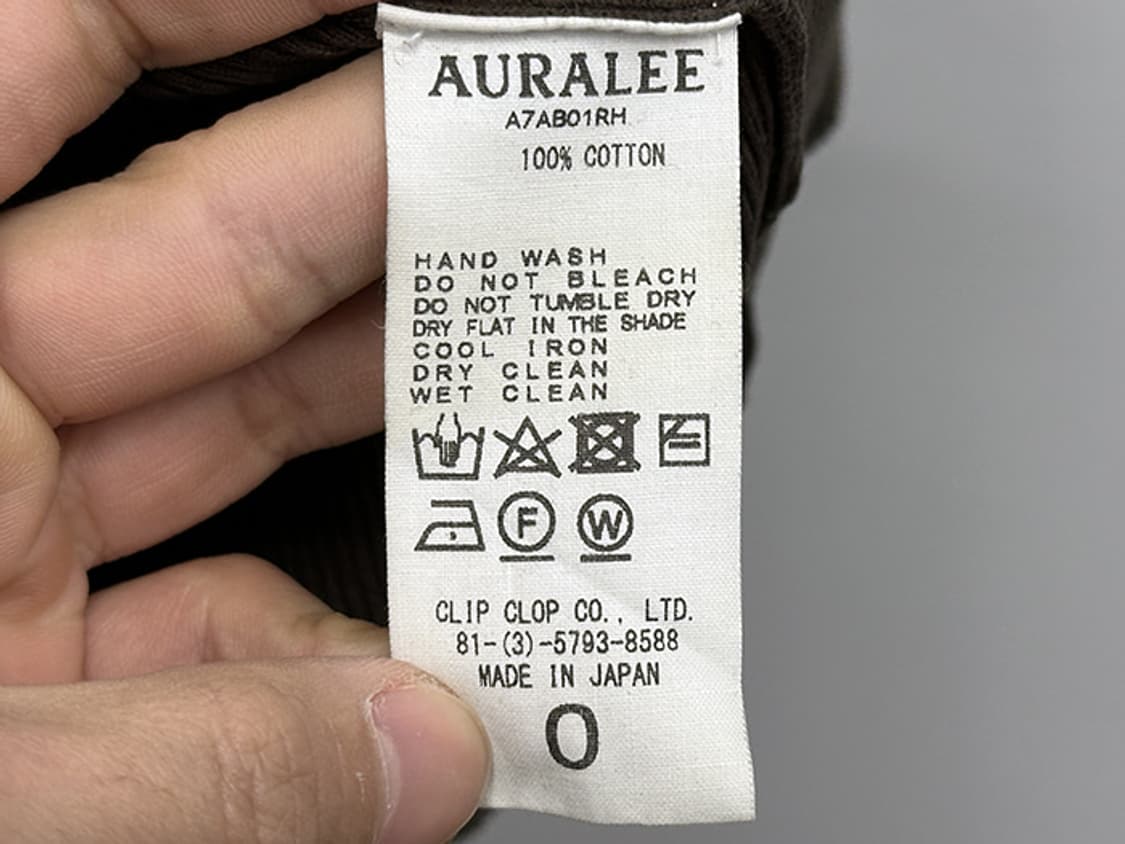 AURALEE
A7AB01RH
100% COTTON
HAND WASH
DO NOT BLEACH
DO NOT TUMBLE DRY
DRY FLAT IN THE SHADE
COOL IRON
DRY CLEAN
WET CLEAN
F W
CLIP CLOP CO., LTD.
81-(3)-5793-8588
MADE IN JAPAN
0